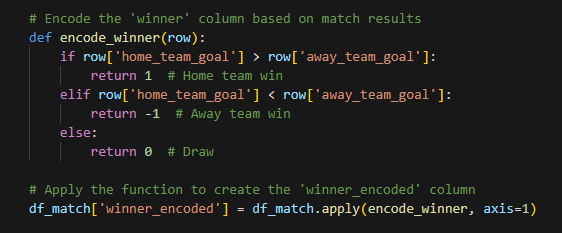 # Encode the 'winner' column based on match results
def encode_winner(row):
    if row['home_team_goal'] > row['away_team_goal']:
        return 1  # Home team win
    elif row['home_team_goal'] < row['away_team_goal']:
        return -1  # Away team win
    else:
        return 0  # Draw

# Apply the function to create the 'winner_encoded' column
df_match['winner_encoded'] = df_match.apply(encode_winner, axis=1)